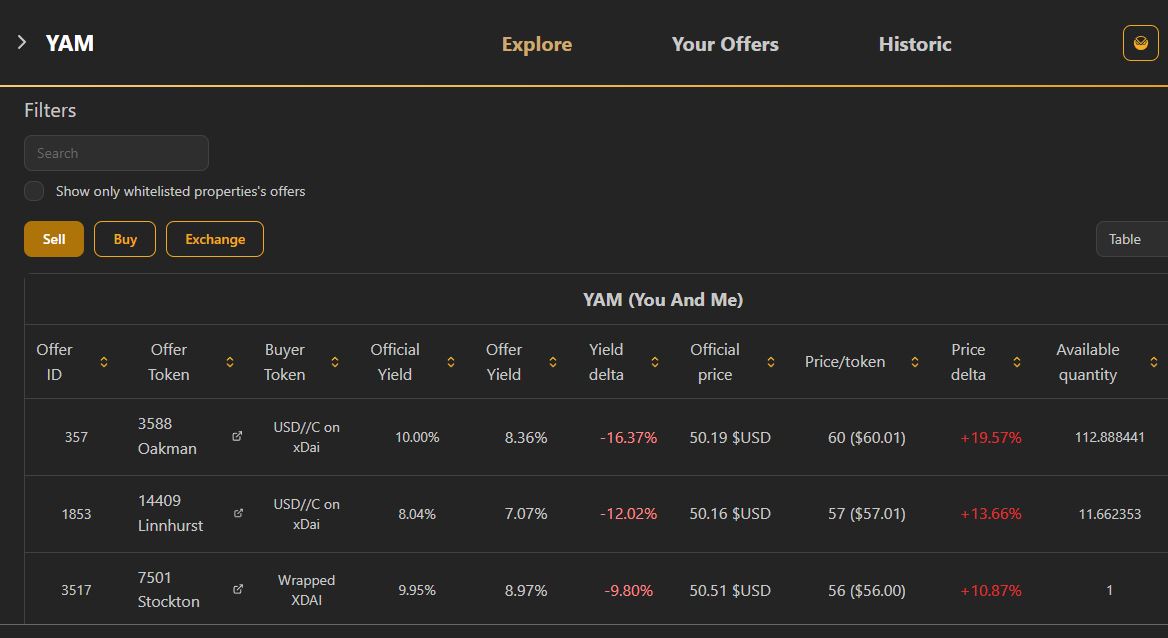 YAM Explore Your Offers Historic
Filters
Search
Show only whitelisted properties's offers
Sell Buy Exchange Table
YAM (You And Me)
Offer ID Offer Token Buyer Token Official Yield Offer Yield Yield delta Official price Price/token Price delta Available quantity
357 3588 Oakman USD//C on xDai 10.00% 8.36% -16.37% 50.19 $USD 60 ($60.01) +19.57% 112.888441
1853 14409 Linnhurst USD//C on xDai 8.04% 7.07% -12.02% 50.16 $USD 57 ($57.01) +13.66% 11.662353
3517 7501 Stockton Wrapped XDAI 9.95% 8.97% -9.80% 50.51 $USD 56 ($56.00) +10.87% 1